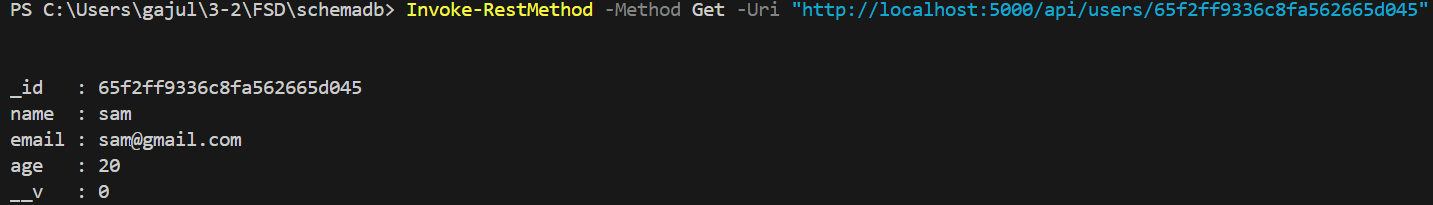 PS C:\Users\gajul\3-2\FSD\schemadb> Invoke-RestMethod -Method Get -Uri "http://localhost:5000/api/users/65f2ff9336c8fa562665d045"
_id   : 65f2ff9336c8fa562665d045
name  : sam
email : sam@gmail.com
age   : 20
__v   : 0